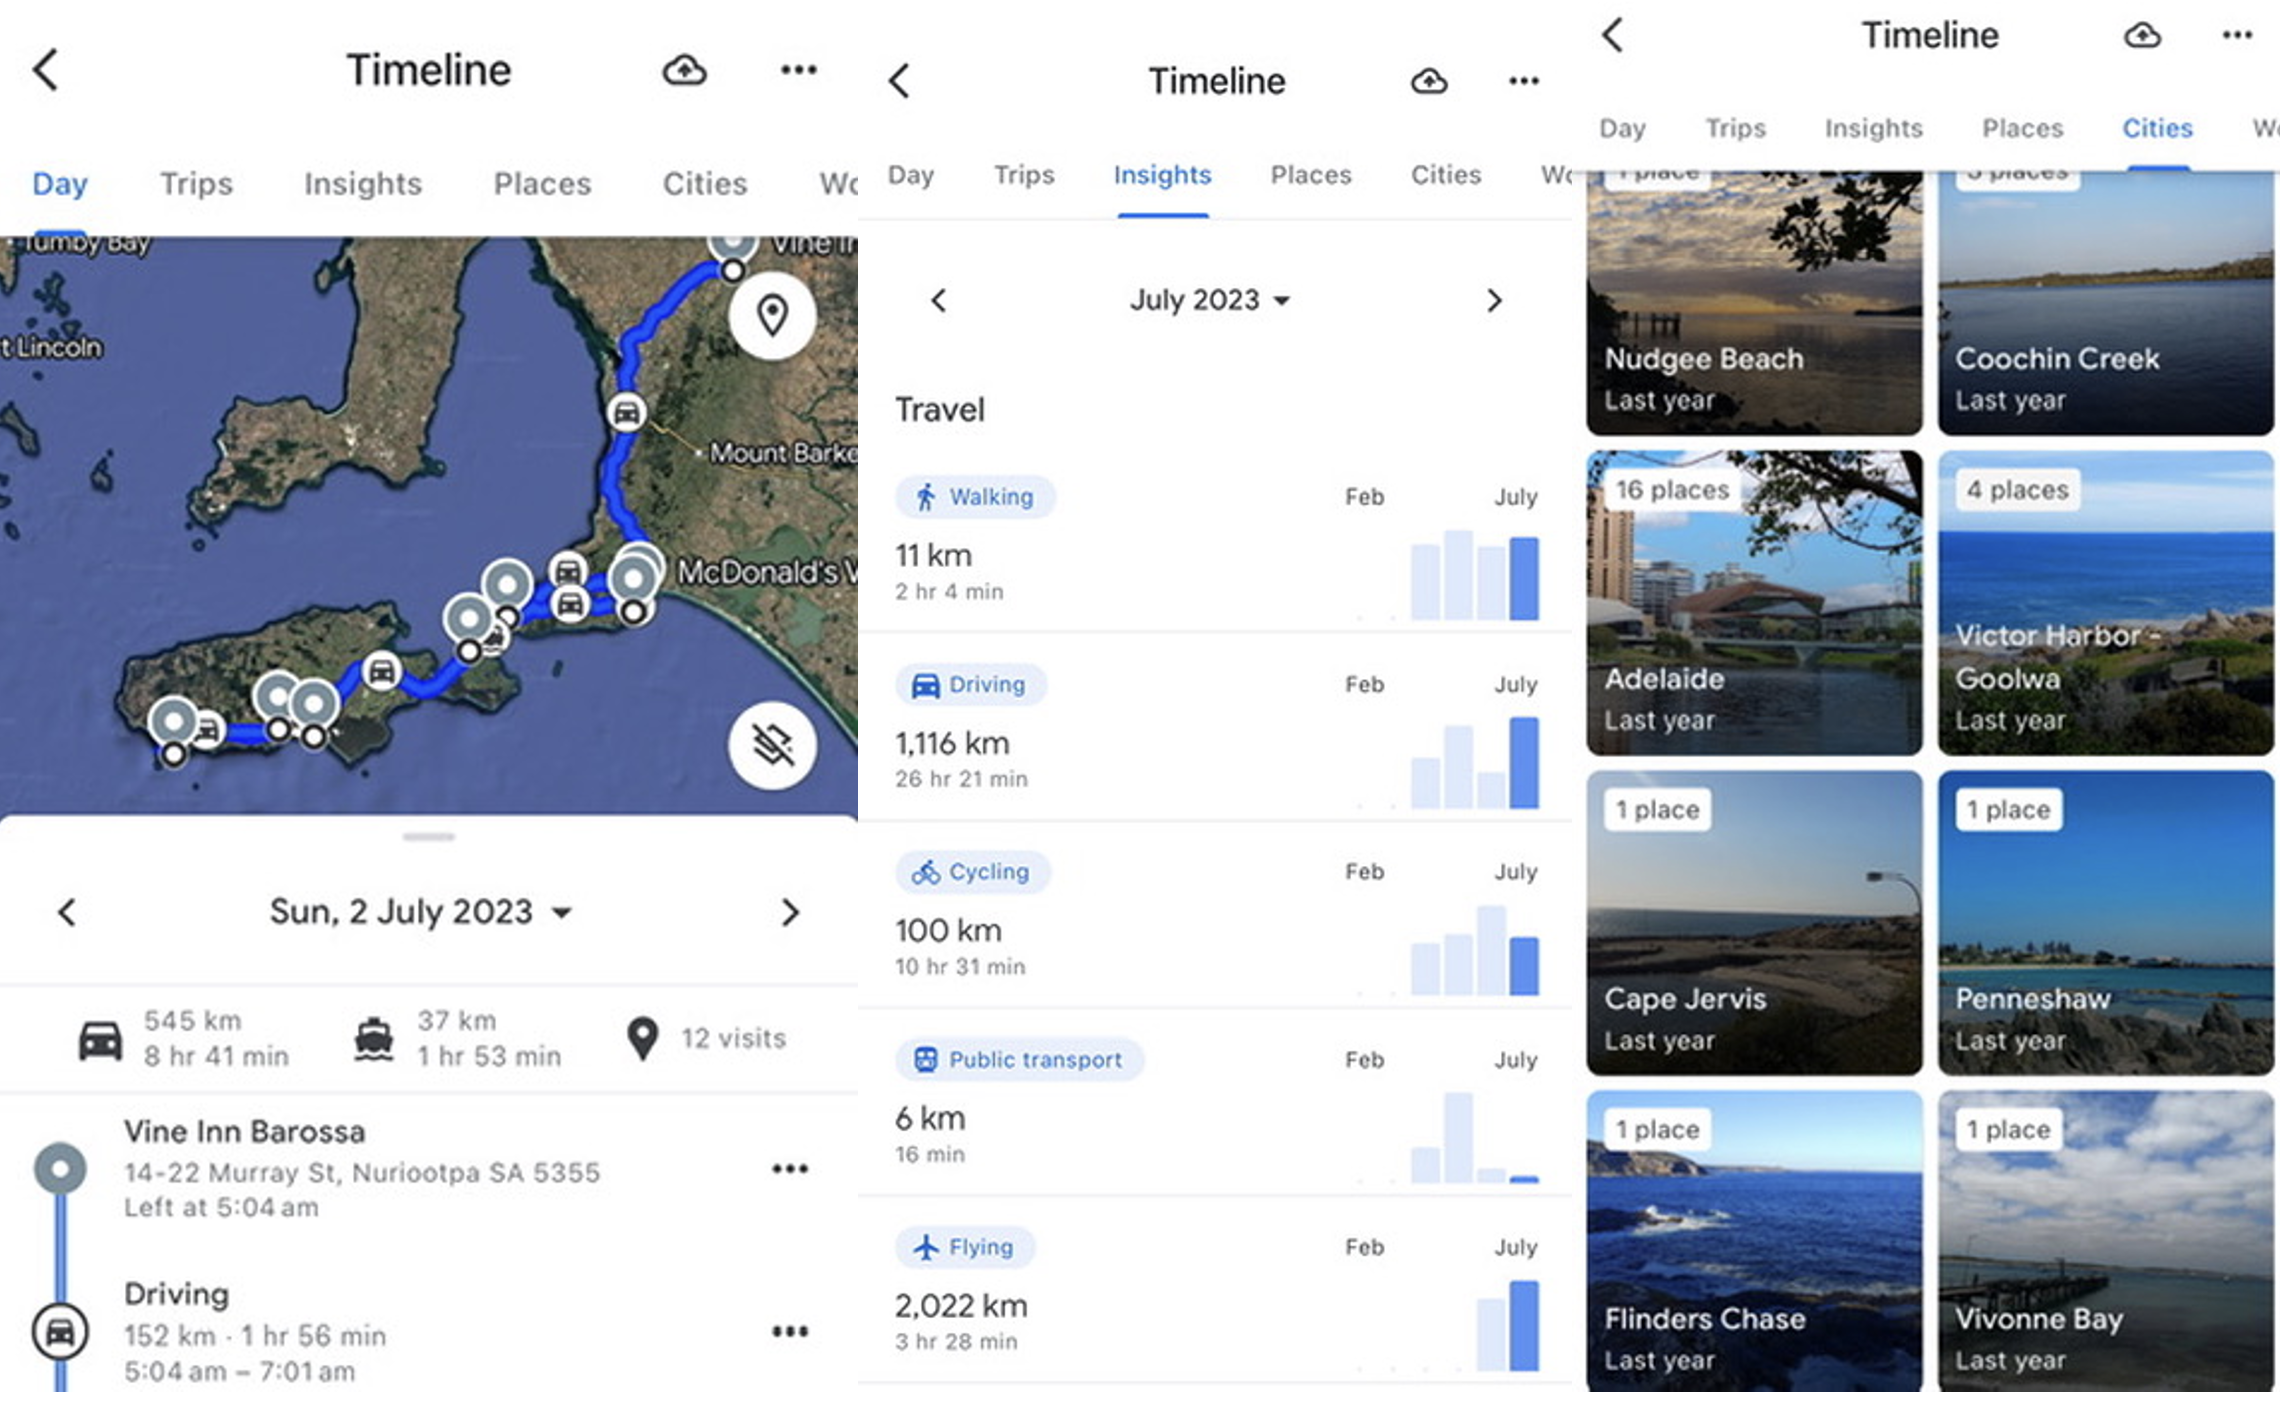 Timeline
Day Trips Insights Places Cities
Tumby Bay
Lincoln
Mount Barke
McDonald's
Sun, 2 July 2023
545 km
8 hr 41 min
37 km
1 hr 53 min
12 visits
Vine Inn Barossa
14-22 Murray St, Nuriootpa SA 5355
Left at 5:04 am
Driving
152 km · 1 hr 56 min
5:04 am – 7:01 am
Timeline
Day Trips Insights Places Cities
July 2023
Travel
Walking
Feb July
11 km
2 hr 4 min
Driving
Feb July
1,116 km
26 hr 21 min
Cycling
Feb July
100 km
10 hr 31 min
Public transport
Feb July
6 km
16 min
Flying
Feb July
2,022 km
3 hr 28 min
Timeline
Day Trips Insights Places Cities
1 place
3 places
Nudgee Beach
Last year
Coochin Creek
Last year
16 places
Adelaide
Last year
4 places
Victor Harbor -
Goolwa
Last year
1 place
Cape Jervis
Last year
1 place
Penneshaw
Last year
1 place
Flinders Chase
Last year
1 place
Vivonne Bay
Last year